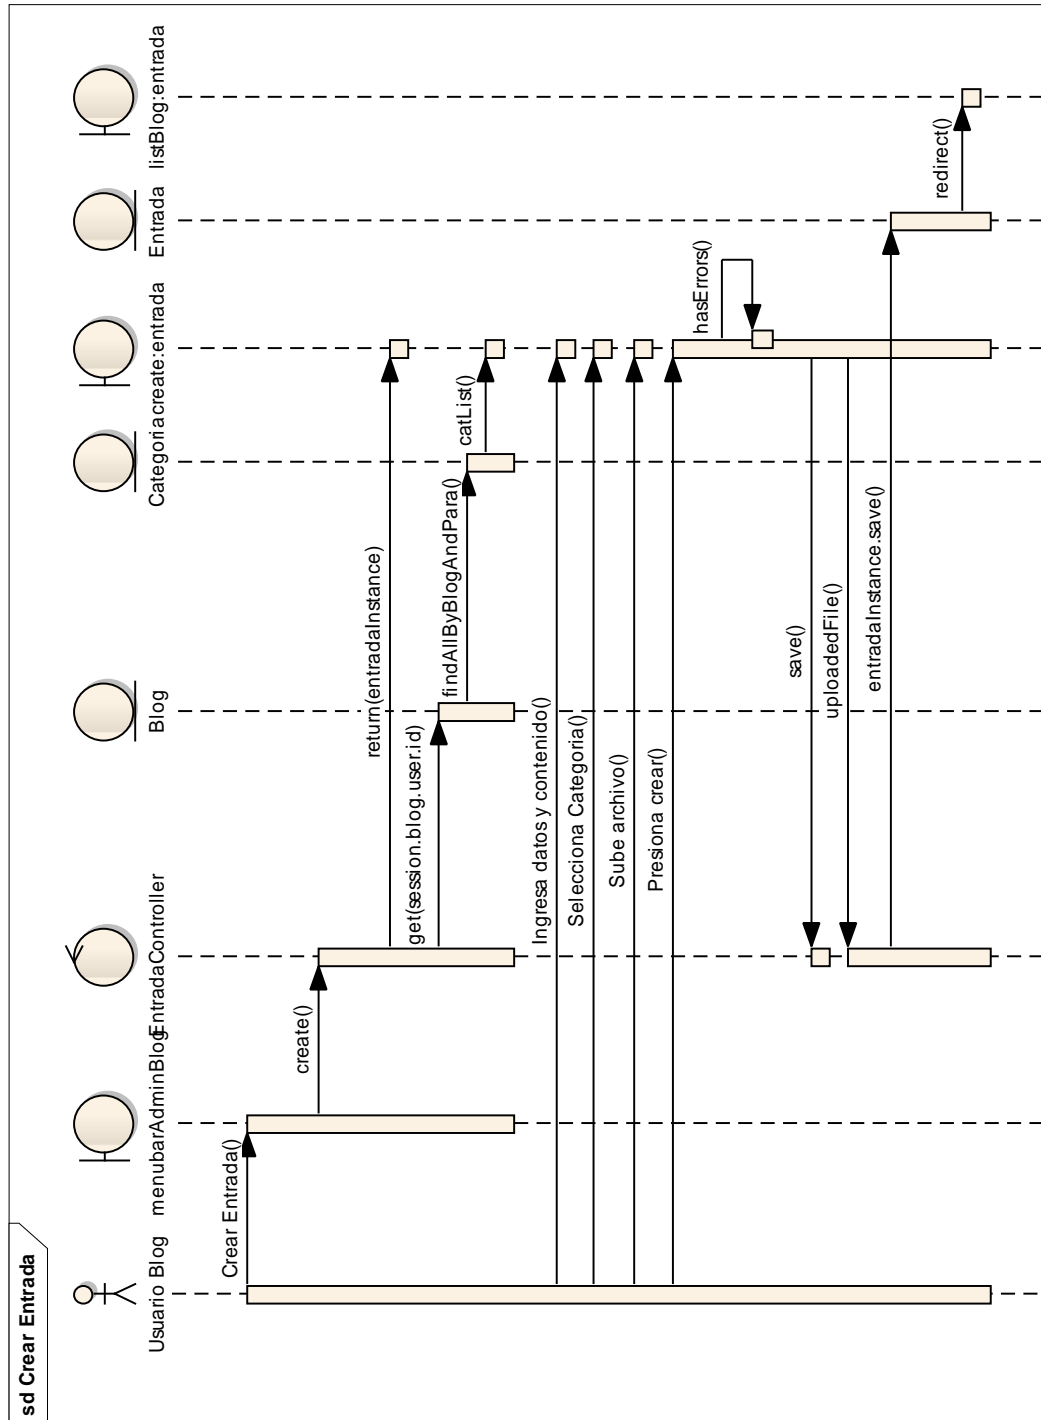 sd Crear Entrada
Usuario Blog
menubarAdminBlog
EntradaController
Blog
Categoria
create:entrada
Entrada
listBlog:entrada
Crear Entrada()
create()
return(entradaInstance)
get(session.blog.user.id)
findAllByBlogAndPara()
catList()
Ingresa datos y contenido()
Selecciona Categoria()
Sube archivo()
Presiona crear()
hasErrors()
save()
uploadedFile()
entradaInstance.save()
redirect()